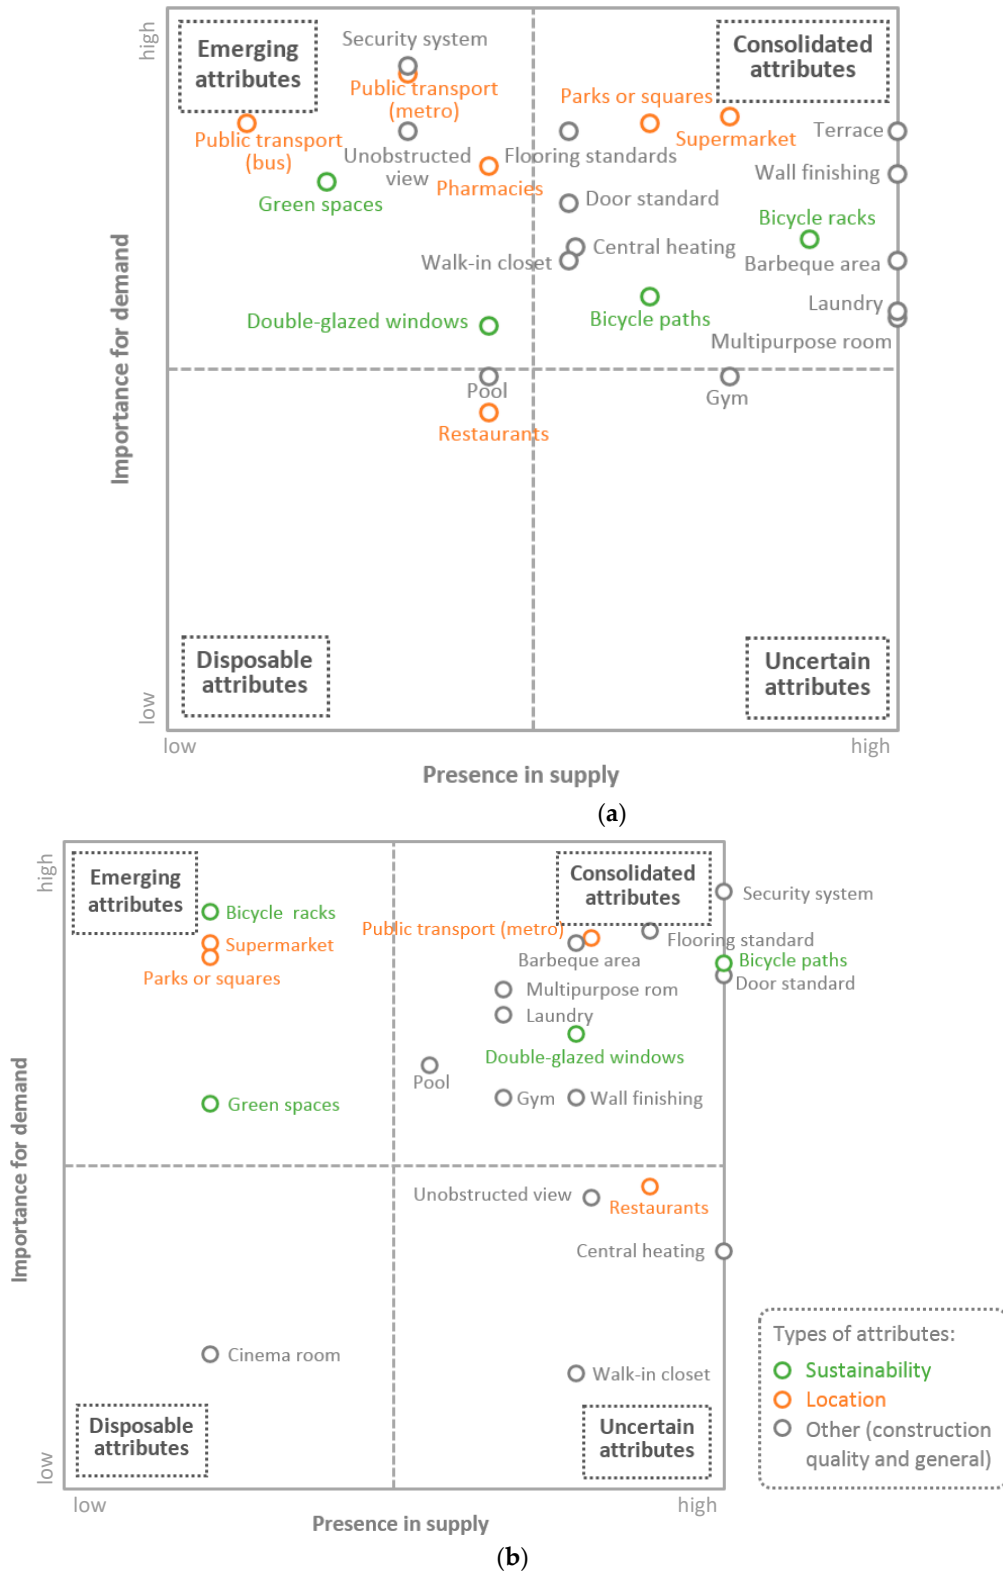 high
Emerging
attributes
Security system
Public transport
(metro)
Consolidated
attributes
Parks or squares
Supermarket
Terrace
Public transport
(bus)
Unobstructed
view
Flooring standards
Wall finishing
Pharmacies
Green spaces
Door standard
Bicycle racks
Central heating
Walk-in closet
Barbeque area
Laundry
Double-glazed windows
Bicycle paths
Multipurpose room
Pool
Gym
Restaurants
Importance for demand
Disposable
attributes
Uncertain
attributes
low
low
high
Presence in supply
(a)
high
Emerging
attributes
Consolidated
attributes
Security system
Bicycle racks
Public transport (metro)
Flooring standard
Supermarket
Barbeque area
Bicycle paths
Parks or squares
Door standard
Multipurpose rom
Laundry
Double-glazed windows
Pool
Green spaces
Gym
Wall finishing
Importance for demand
Unobstructed view
Restaurants
Central heating
Cinema room
Walk-in closet
Disposable
attributes
Uncertain
attributes
low
low
high
Presence in supply
Types of attributes:
Sustainability
Location
Other (construction
quality and general)
(b)